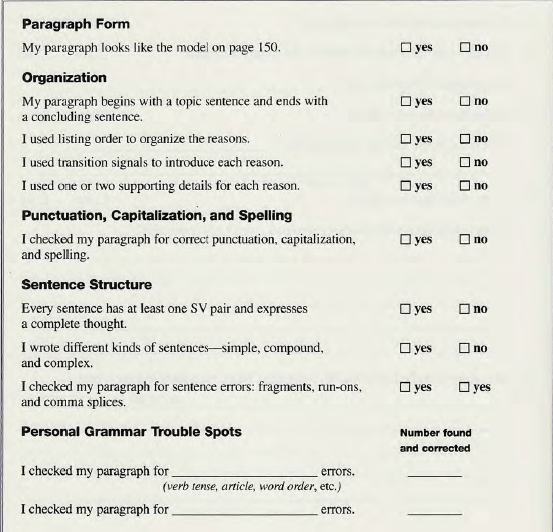 Paragraph Form
My paragraph looks like the model on page 150. □ yes □ no
Organization
My paragraph begins with a topic sentence and ends with □ yes □ no
a concluding sentence.
I used listing order to organize the reasons. □ yes □ no
I used transition signals to introduce each reason. □ yes □ no
I used one or two supporting details for each reason. □ yes □ no
Punctuation, Capitalization, and Spelling
I checked my paragraph for correct punctuation, capitalization, □ yes □ no
and spelling.
Sentence Structure
Every sentence has at least one SV pair and expresses □ yes □ no
a complete thought.
I wrote different kinds of sentences—simple, compound, □ yes □ no
and complex.
I checked my paragraph for sentence errors: fragments, run-ons, □ yes □ yes
and comma splices.
Personal Grammar Trouble Spots Number found
and corrected
I checked my paragraph for ______________________ errors. ________
(verb tense, article, word order, etc.)
I checked my paragraph for ______________________ errors. ________